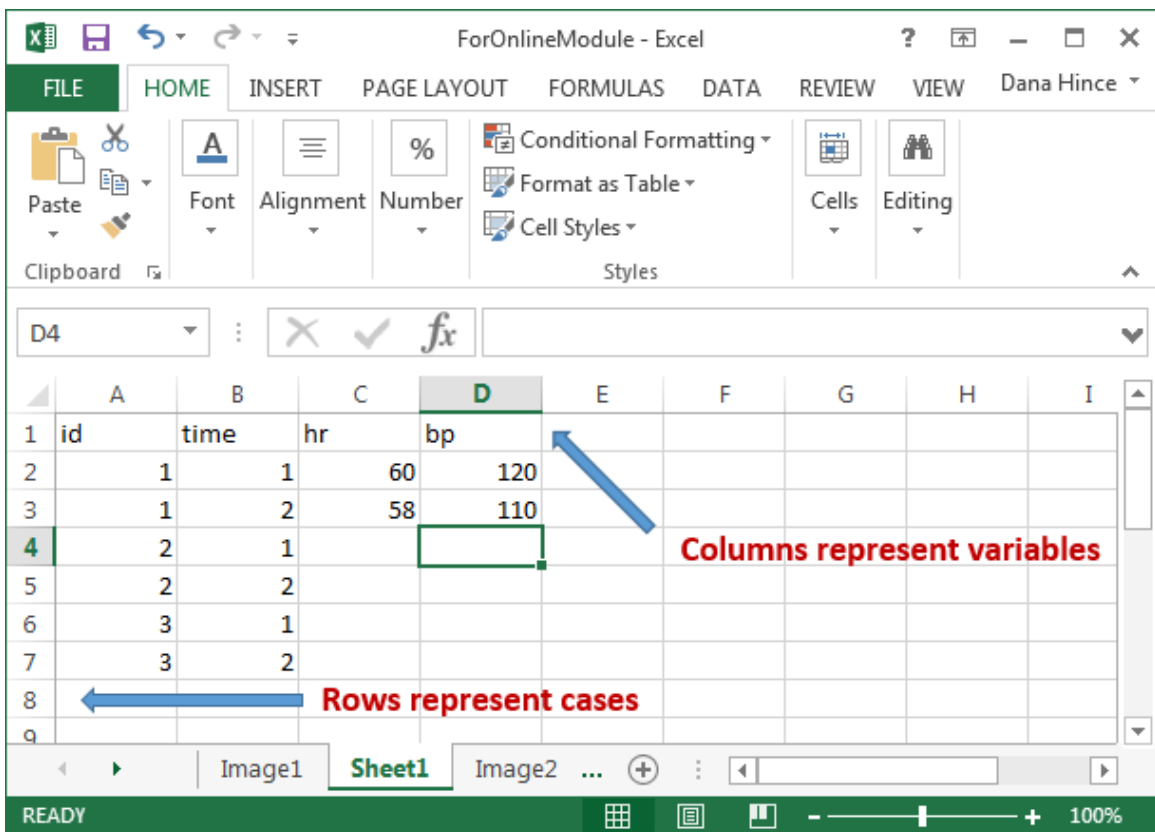 ForOnlineModule - Excel ?
FILE HOME INSERT PAGE LAYOUT FORMULAS DATA REVIEW VIEW Dana Hince
Paste
Clipboard
A
Font
Alignment
%
Number
Conditional Formatting
Format as Table
Cell Styles
Styles
Cells
Editing
D4 fx
A B C D E F G H I
1 id time hr bp
2 1 1 60 120
3 1 2 58 110
4 2 1
Columns represent variables
5 2 2
6 3 1
7 3 2
8 Rows represent cases
9
Image1 Sheet1 Image2 ...
READY - + 100%